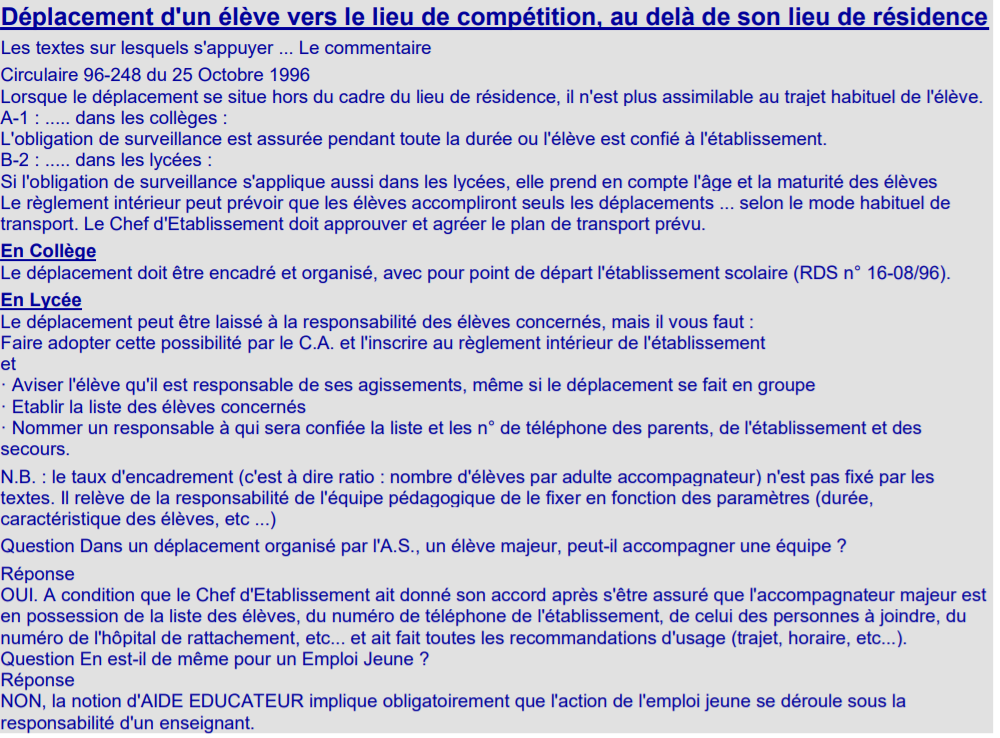 Déplacement d'un élève vers le lieu de compétition, au delà de son lieu de résidence
Les textes sur lesquels s'appuyer ... Le commentaire
Circulaire 96-248 du 25 Octobre 1996
Lorsque le déplacement se situe hors du cadre du lieu de résidence, il n'est plus assimilable au trajet habituel de l'élève.
A-1 : ..... dans les collèges :
L'obligation de surveillance est assurée pendant toute la durée ou l'élève est confié à l'établissement.
B-2 : ..... dans les lycées :
Si l'obligation de surveillance s'applique aussi dans les lycées, elle prend en compte l'âge et la maturité des élèves
Le règlement intérieur peut prévoir que les élèves accompliront seuls les déplacements ... selon le mode habituel de
transport. Le Chef d'Etablissement doit approuver et agréer le plan de transport prévu.
En Collège
Le déplacement doit être encadré et organisé, avec pour point de départ l'établissement scolaire (RDS n° 16-08/96).
En Lycée
Le déplacement peut être laissé à la responsabilité des élèves concernés, mais il vous faut :
Faire adopter cette possibilité par le C.A. et l'inscrire au règlement intérieur de l'établissement
et
· Aviser l'élève qu'il est responsable de ses agissements, même si le déplacement se fait en groupe
· Etablir la liste des élèves concernés
· Nommer un responsable à qui sera confiée la liste et les n° de téléphone des parents, de l'établissement et des
secours.
N.B. : le taux d'encadrement (c'est à dire ratio : nombre d'élèves par adulte accompagnateur) n'est pas fixé par les
textes. Il relève de la responsabilité de l'équipe pédagogique de le fixer en fonction des paramètres (durée,
caractéristique des élèves, etc ...)
Question Dans un déplacement organisé par l'A.S., un élève majeur, peut-il accompagner une équipe ?
Réponse
OUI. A condition que le Chef d'Etablissement ait donné son accord après s'être assuré que l'accompagnateur majeur est
en possession de la liste des élèves, du numéro de téléphone de l'établissement, de celui des personnes à joindre, du
numéro de l'hôpital de rattachement, etc... et ait fait toutes les recommandations d'usage (trajet, horaire, etc...).
Question En est-il de même pour un Emploi Jeune ?
Réponse
NON, la notion d'AIDE EDUCATEUR implique obligatoirement que l'action de l'emploi jeune se déroule sous la
responsabilité d'un enseignant.